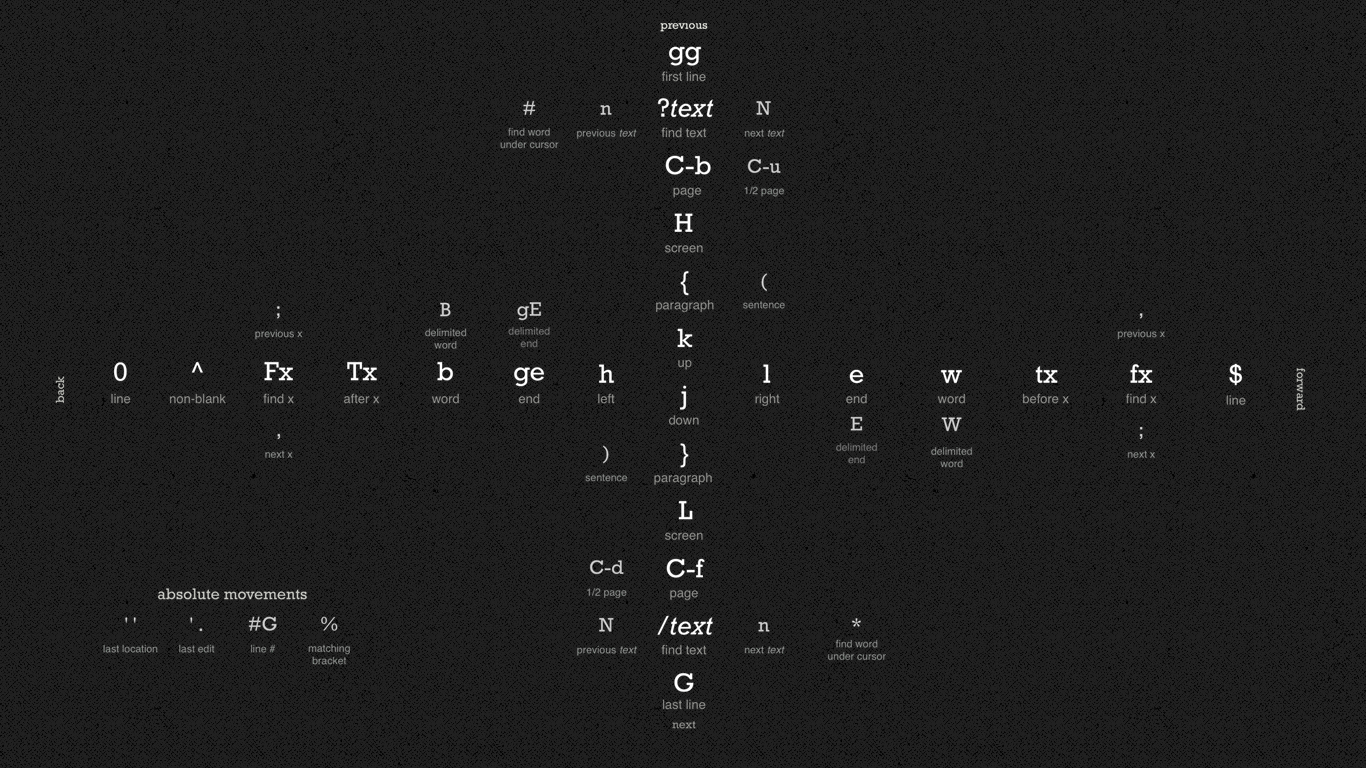 previous
gg
first line
# n ?text N
find word under cursor previous text find text next text
C-b C-u
page 1/2 page
H
screen
{ (
paragraph sentence
; B gE ,
previous x delimited word delimited end previous x
k
up
back 0 ^ Fx Tx b ge h l e w tx fx $ forward
line non-blank find x after x word end left right end word before x find x line
j
down
, E W ;
next x delimited end delimited word next x
) }
sentence paragraph
L
screen
C-d C-f
1/2 page page
absolute movements
' ' ' . #G %
last location last edit line # matching bracket
N /text n *
previous text find text next text find word under cursor
G
last line
next